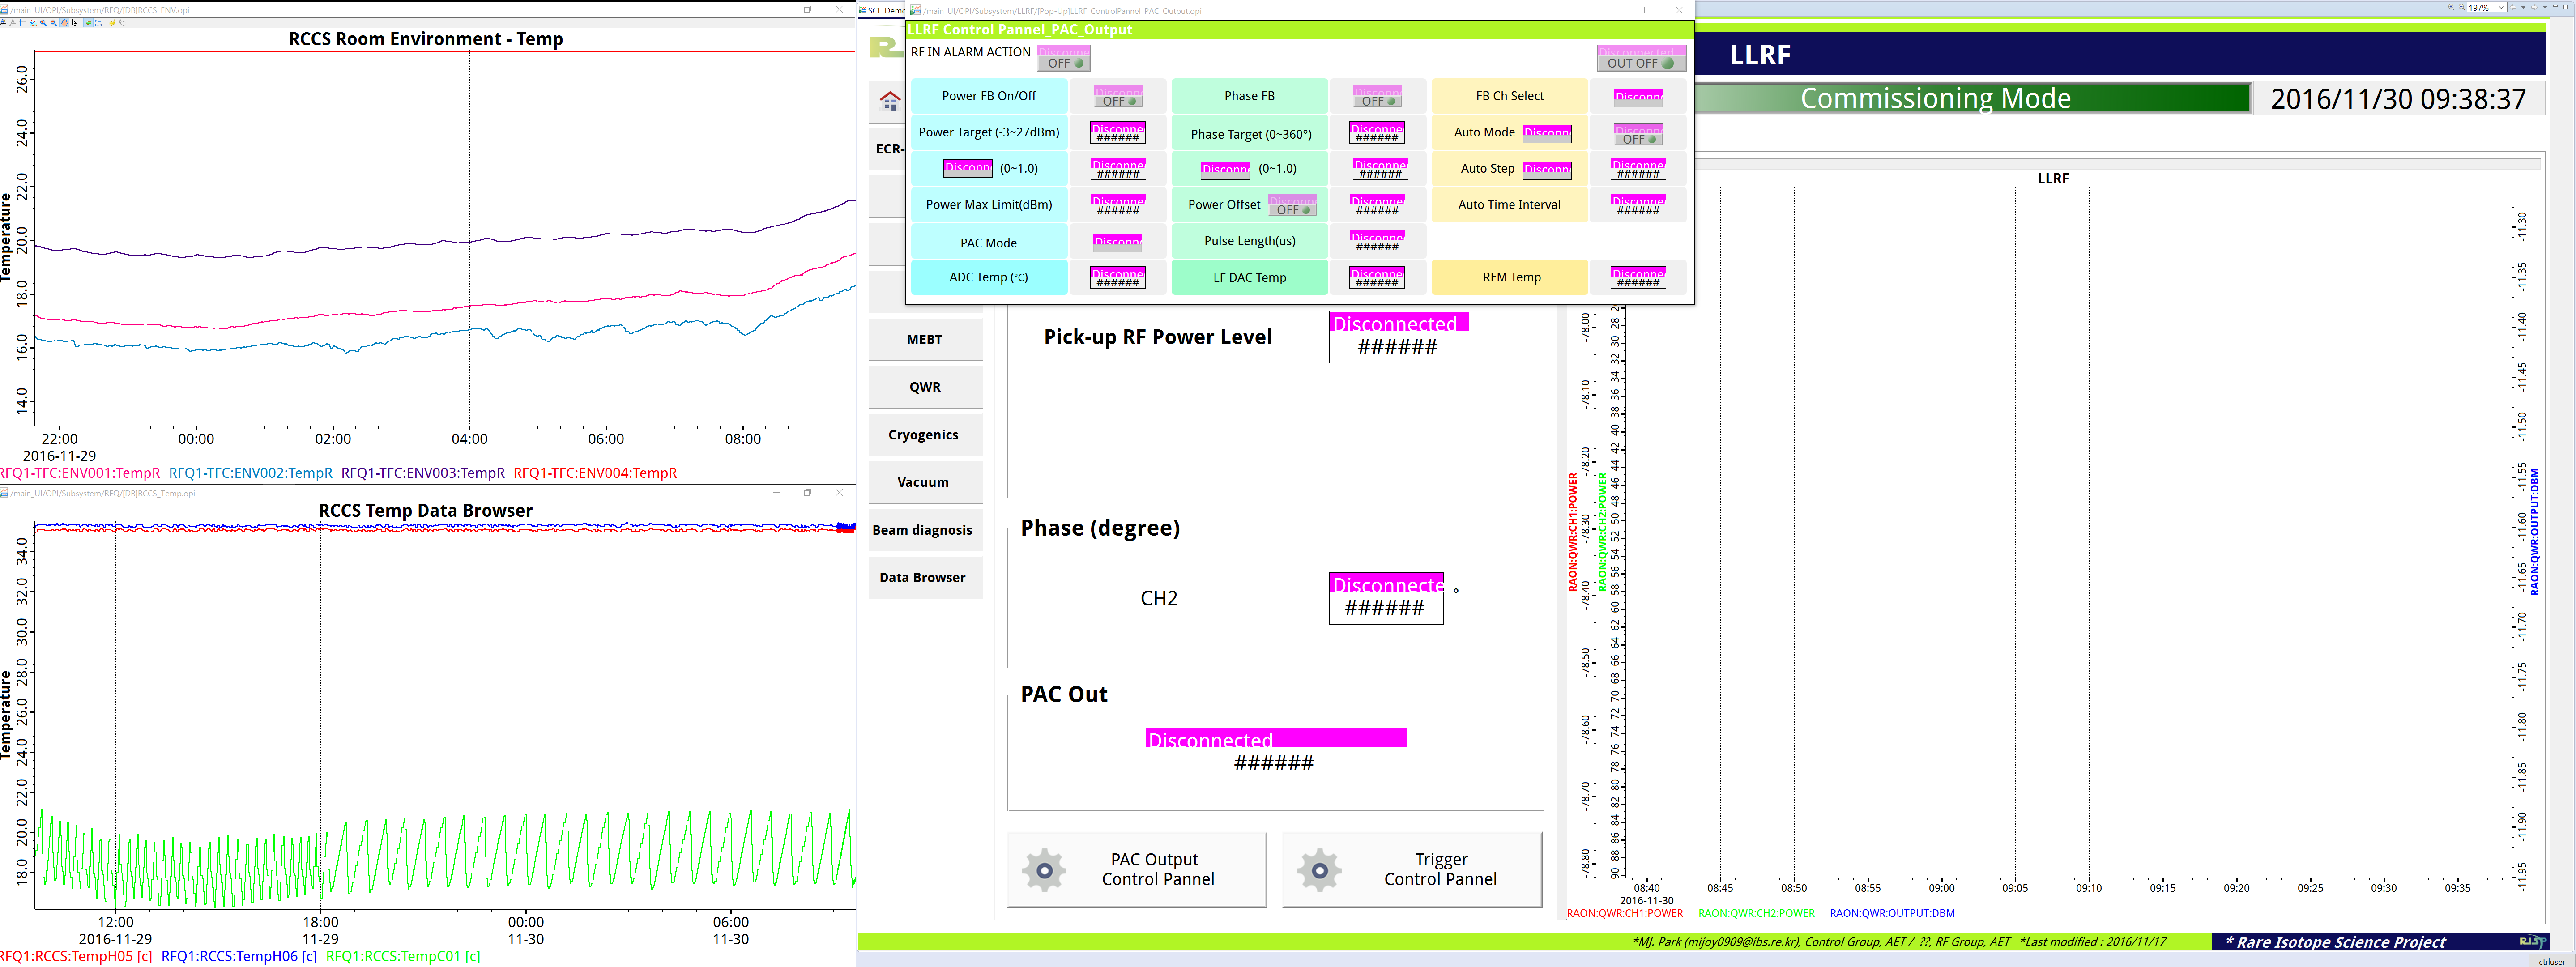 /main_UI/OPI/Subsystem/RFQ/[DB]RCCS_ENV.opi
RCCS Room Environment - Temp
Temperature
26.0
24.0
22.0
20.0
18.0
16.0
14.0
22:00
00:00
02:00
04:00
06:00
08:00
2016-11-29
RFQ1-TFC:ENV001:TempR RFQ1-TFC:ENV002:TempR RFQ1-TFC:ENV003:TempR RFQ1-TFC:ENV004:TempR
/main_UI/OPI/Subsystem/RFQ/[DB]RCCS_Temp.opi
RCCS Temp Data Browser
Temperature
34.0
32.0
30.0
28.0
26.0
24.0
22.0
20.0
18.0
12:00
18:00
00:00
06:00
2016-11-29
11-29
11-30
11-30
RFQ1:RCCS:TempH05 [c] RFQ1:RCCS:TempH06 [c] RFQ1:RCCS:TempC01 [c]
SCL-Demo
/main_UI/OPI/Subsystem/LLRF/[Pop-Up]LLRF_ControlPannel_PAC_Output.opi
197%
LLRF Control Pannel_PAC_Output
RF IN ALARM ACTION
Disconne
OFF
Disconnected
OUT OFF
Power FB On/Off
Disconn
OFF
Phase FB
Disconn
OFF
FB Ch Select
Disconn
Power Target (-3~27dBm)
Disconne
######
Phase Target (0~360°)
Disconne
######
Auto Mode
Disconn
Disconn
OFF
Disconn
(0~1.0)
Disconne
######
Disconn
(0~1.0)
Disconne
######
Auto Step
Disconn
Disconne
######
Power Max Limit(dBm)
Disconne
######
Power Offset
Disconn
OFF
Disconne
######
Auto Time Interval
Disconne
######
PAC Mode
Disconn
Pulse Length(us)
Disconne
######
ADC Temp (℃)
Disconne
######
LF DAC Temp
Disconne
######
RFM Temp
Disconne
######
LLRF
Commissioning Mode
2016/11/30 09:38:37
ECR-
MEBT
QWR
Cryogenics
Vacuum
Beam diagnosis
Data Browser
Pick-up RF Power Level
Disconnected
######
Phase (degree)
CH2
Disconnecte
######
°
PAC Out
Disconnected
######
PAC Output
Control Pannel
Trigger
Control Pannel
LLRF
RAON:QWR:CH1:POWER
-78.00
-78.10
-78.20
-78.30
-78.40
-78.50
-78.60
-78.70
-78.80
RAON:QWR:CH2:POWER
-28
-30
-32
-34
-36
-38
-40
-42
-44
-46
-48
-50
-52
-54
-56
-58
-60
-62
-64
-66
-68
-70
-72
-74
-76
-78
-80
-82
-84
-86
-88
-90
-11.30
-11.35
-11.40
-11.45
-11.50
-11.55
-11.60
-11.65
-11.70
-11.75
-11.80
-11.85
-11.90
-11.95
RAON:QWR:OUTPUT:DBM
08:40
08:45
08:50
08:55
09:00
09:05
09:10
09:15
09:20
09:25
09:30
09:35
2016-11-30
RAON:QWR:CH1:POWER RAON:QWR:CH2:POWER RAON:QWR:OUTPUT:DBM
*MJ. Park (mijoy0909@ibs.re.kr), Control Group, AET / ??, RF Group, AET *Last modified : 2016/11/17
* Rare Isotope Science Project
RISP
ctrluser